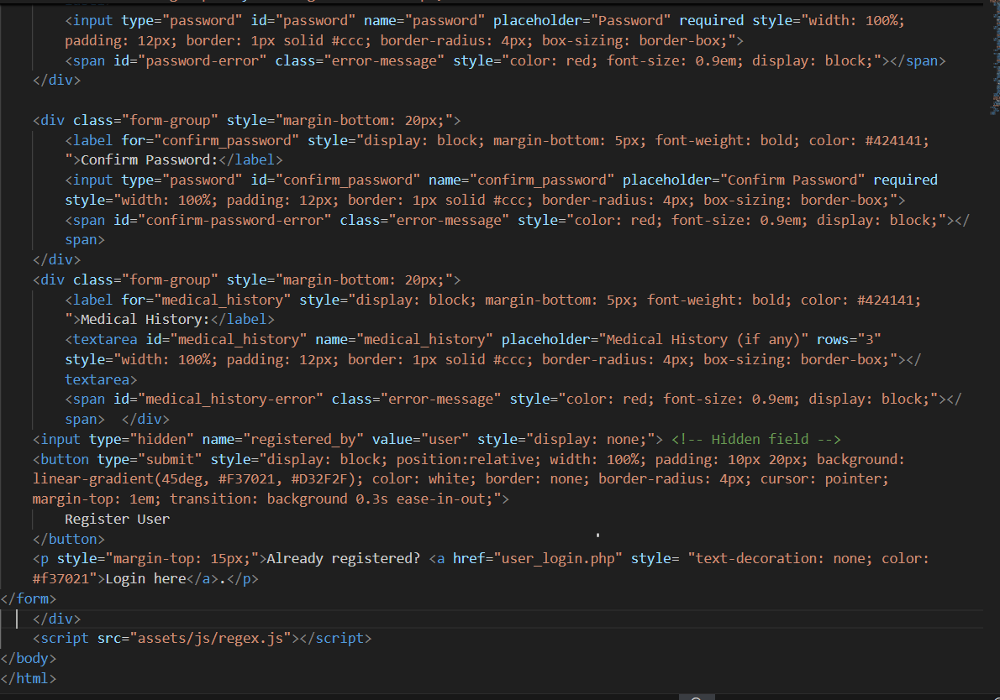 <input type="password" id="password" name="password" placeholder="Password" required style="width: 100%;
padding: 12px; border: 1px solid #ccc; border-radius: 4px; box-sizing: border-box;">
<span id="password-error" class="error-message" style="color: red; font-size: 0.9em; display: block;"></span>
</div>
<div class="form-group" style="margin-bottom: 20px;">
<label for="confirm_password" style="display: block; margin-bottom: 5px; font-weight: bold; color: #424141;
">Confirm Password:</label>
<input type="password" id="confirm_password" name="confirm_password" placeholder="Confirm Password" required
style="width: 100%; padding: 12px; border: 1px solid #ccc; border-radius: 4px; box-sizing: border-box;">
<span id="confirm-password-error" class="error-message" style="color: red; font-size: 0.9em; display: block;"></
span>
</div>
<div class="form-group" style="margin-bottom: 20px;">
<label for="medical_history" style="display: block; margin-bottom: 5px; font-weight: bold; color: #424141;
">Medical History:</label>
<textarea id="medical_history" name="medical_history" placeholder="Medical History (if any)" rows="3"
style="width: 100%; padding: 12px; border: 1px solid #ccc; border-radius: 4px; box-sizing: border-box;"></
textarea>
<span id="medical_history-error" class="error-message" style="color: red; font-size: 0.9em; display: block;"></
span>  </div>
<input type="hidden" name="registered_by" value="user" style="display: none;"> <!-- Hidden field -->
<button type="submit" style="display: block; position:relative; width: 100%; padding: 10px 20px; background:
linear-gradient(45deg, #F37021, #D32F2F); color: white; border: none; border-radius: 4px; cursor: pointer;
margin-top: 1em; transition: background 0.3s ease-in-out;">
Register User
</button>
<p style="margin-top: 15px;">Already registered? <a href="user_login.php" style= "text-decoration: none; color:
#f37021">Login here</a>.</p>
</form>
</div>
<script src="assets/js/regex.js"></script>
</body>
</html>